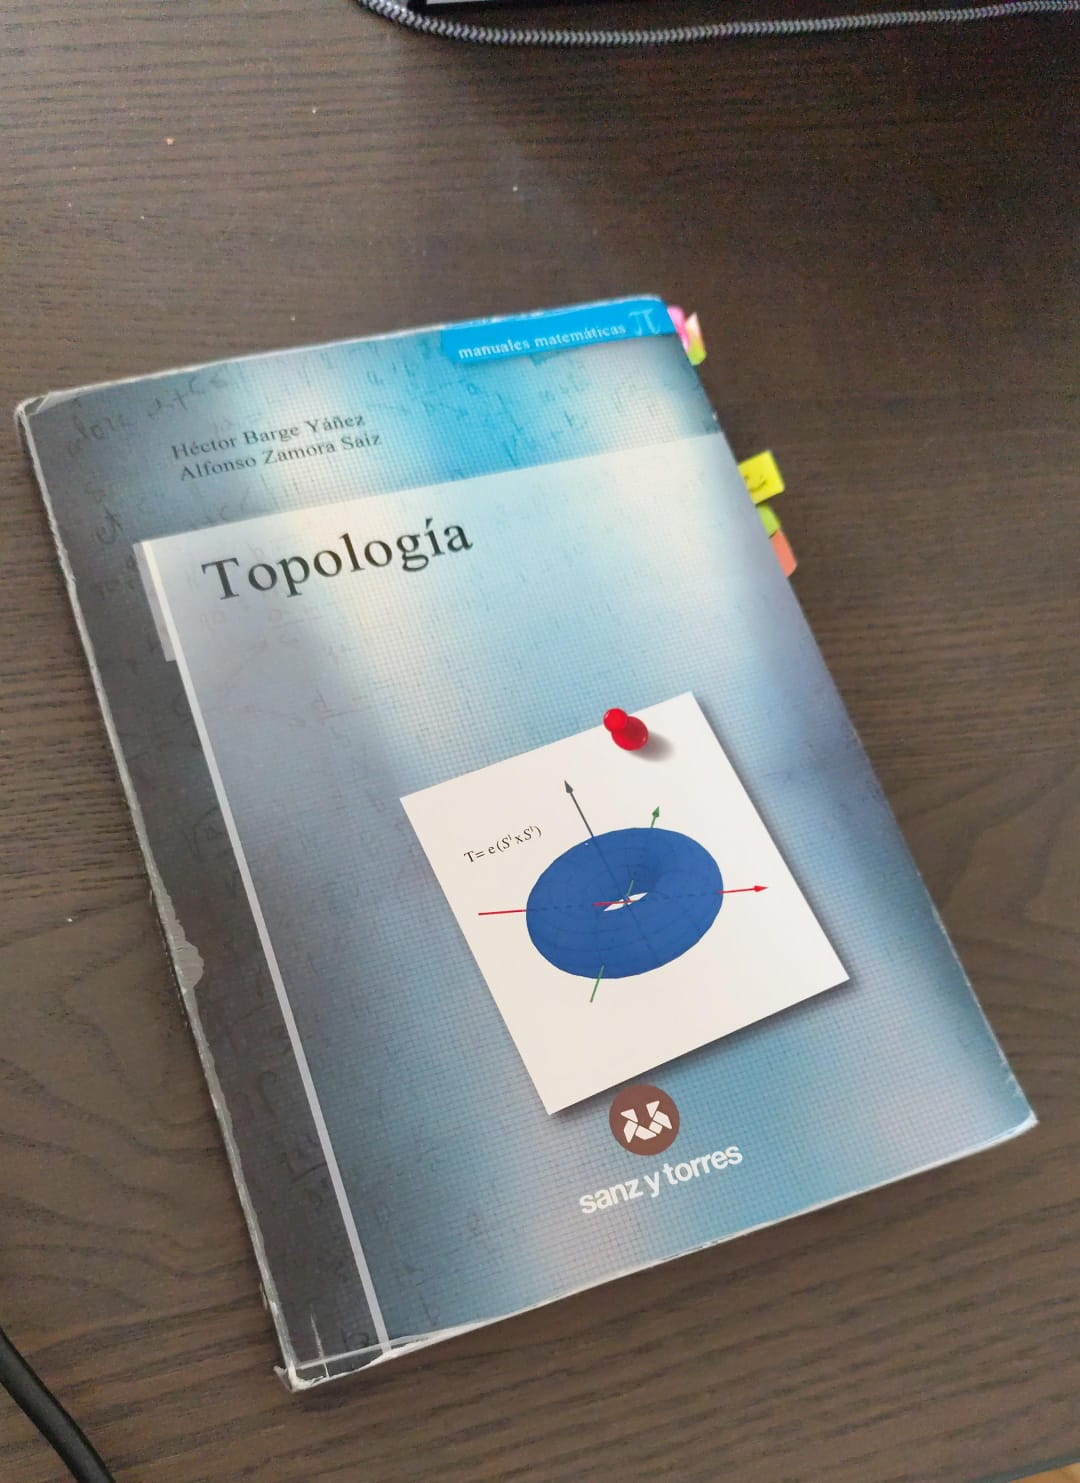 manuales matemáticas π
Héctor Barge Yáñez
Alfonso Zamora Saiz
Topología
T= e(S¹xS¹)
sanz y torres